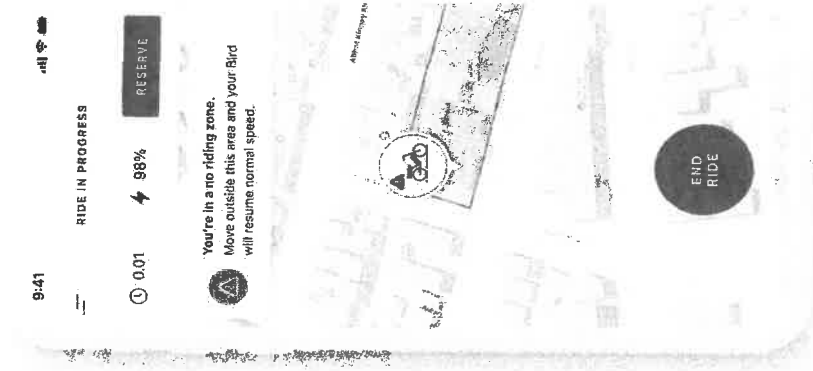 9:41
RIDE IN PROGRESS
0.01
98%
RESERVE
You're in a no riding zone.
Move outside this area and your Bird
will resume normal speed.
END
RIDE